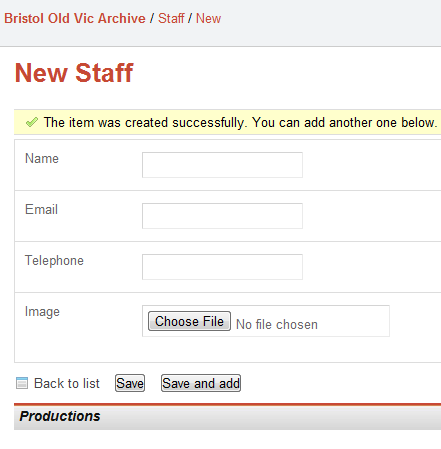 Bristol Old Vic Archive / Staff / New
New Staff
The item was created successfully. You can add another one below.
Name
Email
Telephone
Image
Choose File No file chosen
Back to list Save Save and add
Productions